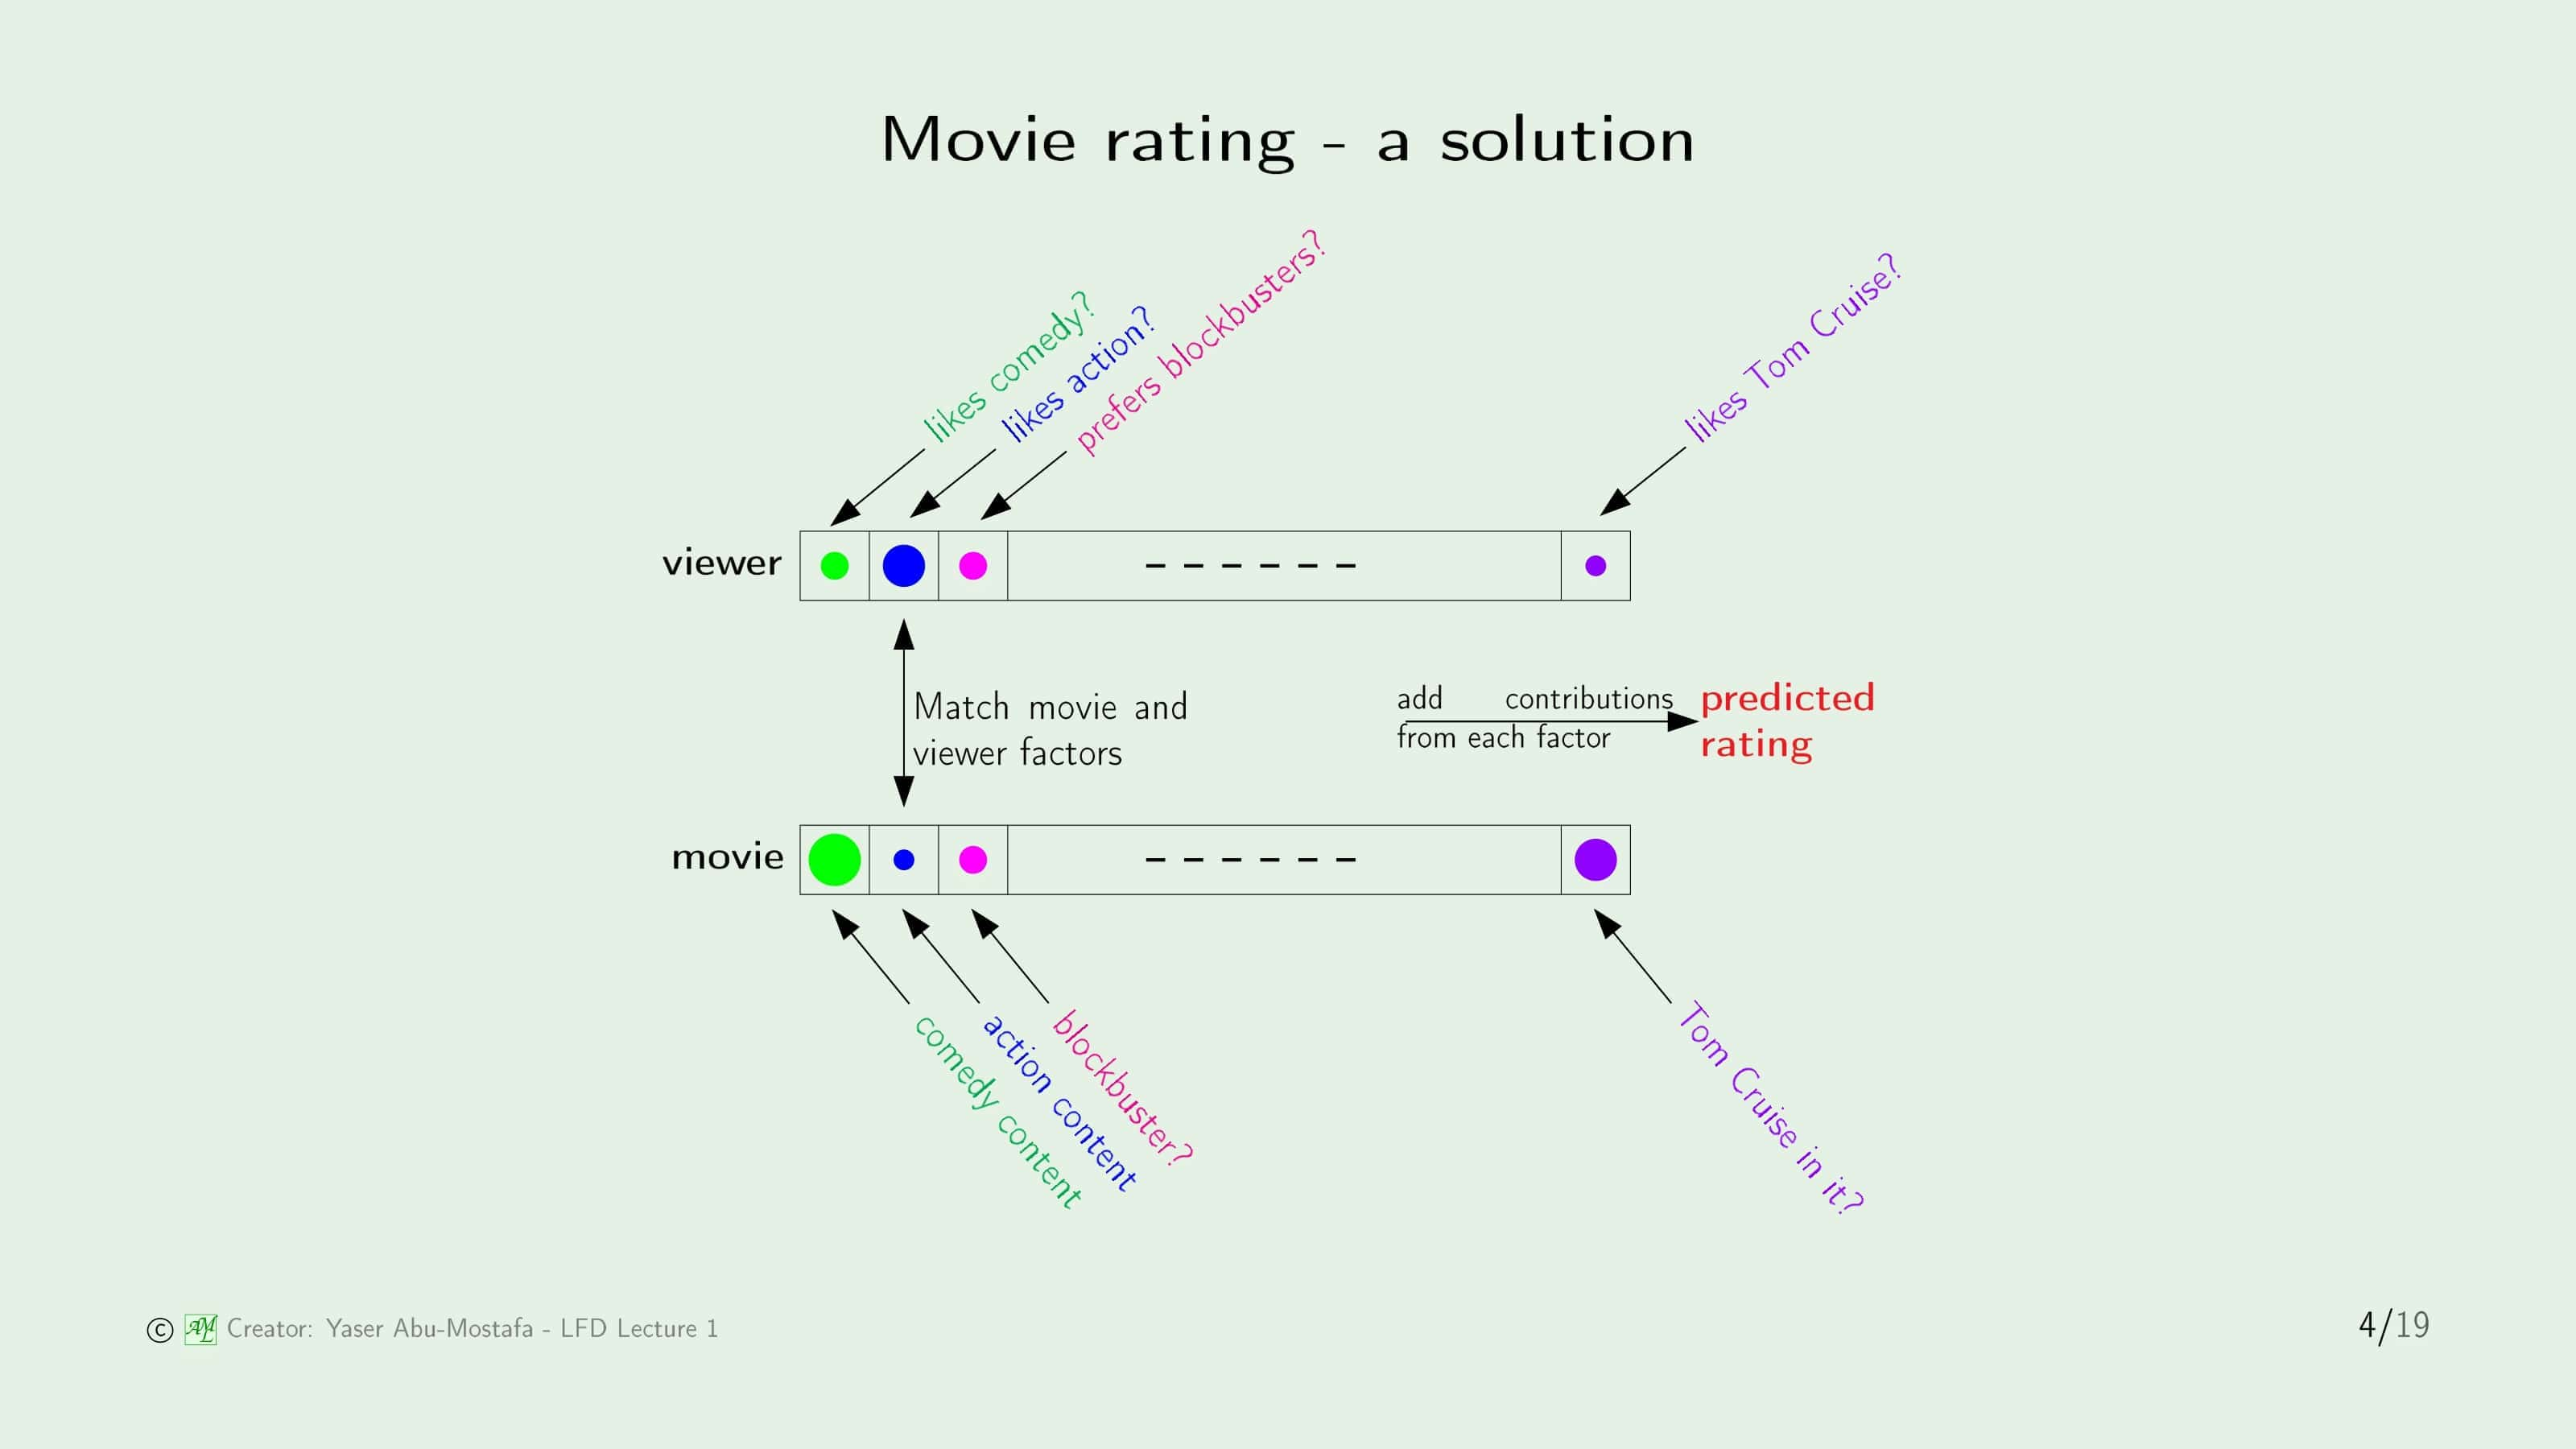 Movie rating - a solution
likes comedy?
likes action?
prefers blockbusters?
likes Tom Cruise?
viewer
Match movie and
viewer factors
add contributions
from each factor
predicted
rating
movie
comedy content
action content
blockbuster?
Tom Cruise in it?
© AML Creator: Yaser Abu-Mostafa - LFD Lecture 1
4/19